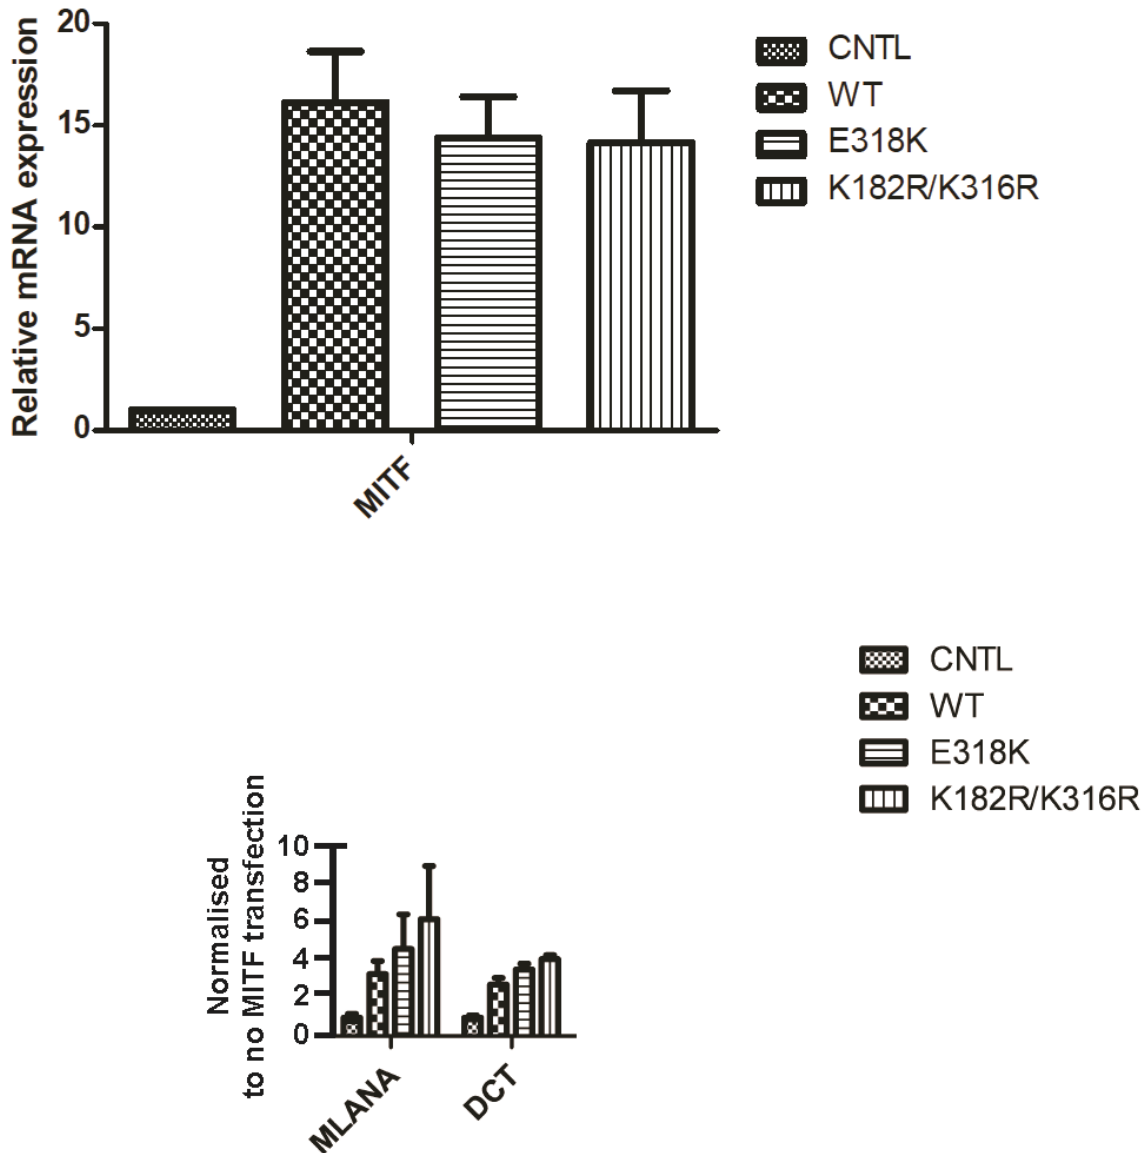 Relative mRNA expression
20
15
10
5
0
MITF
CNTL
WT
E318K
K182R/K316R
Normalised
to no MITF transfection
10
8
6
4
2
0
MLANA
DCT
CNTL
WT
E318K
K182R/K316R